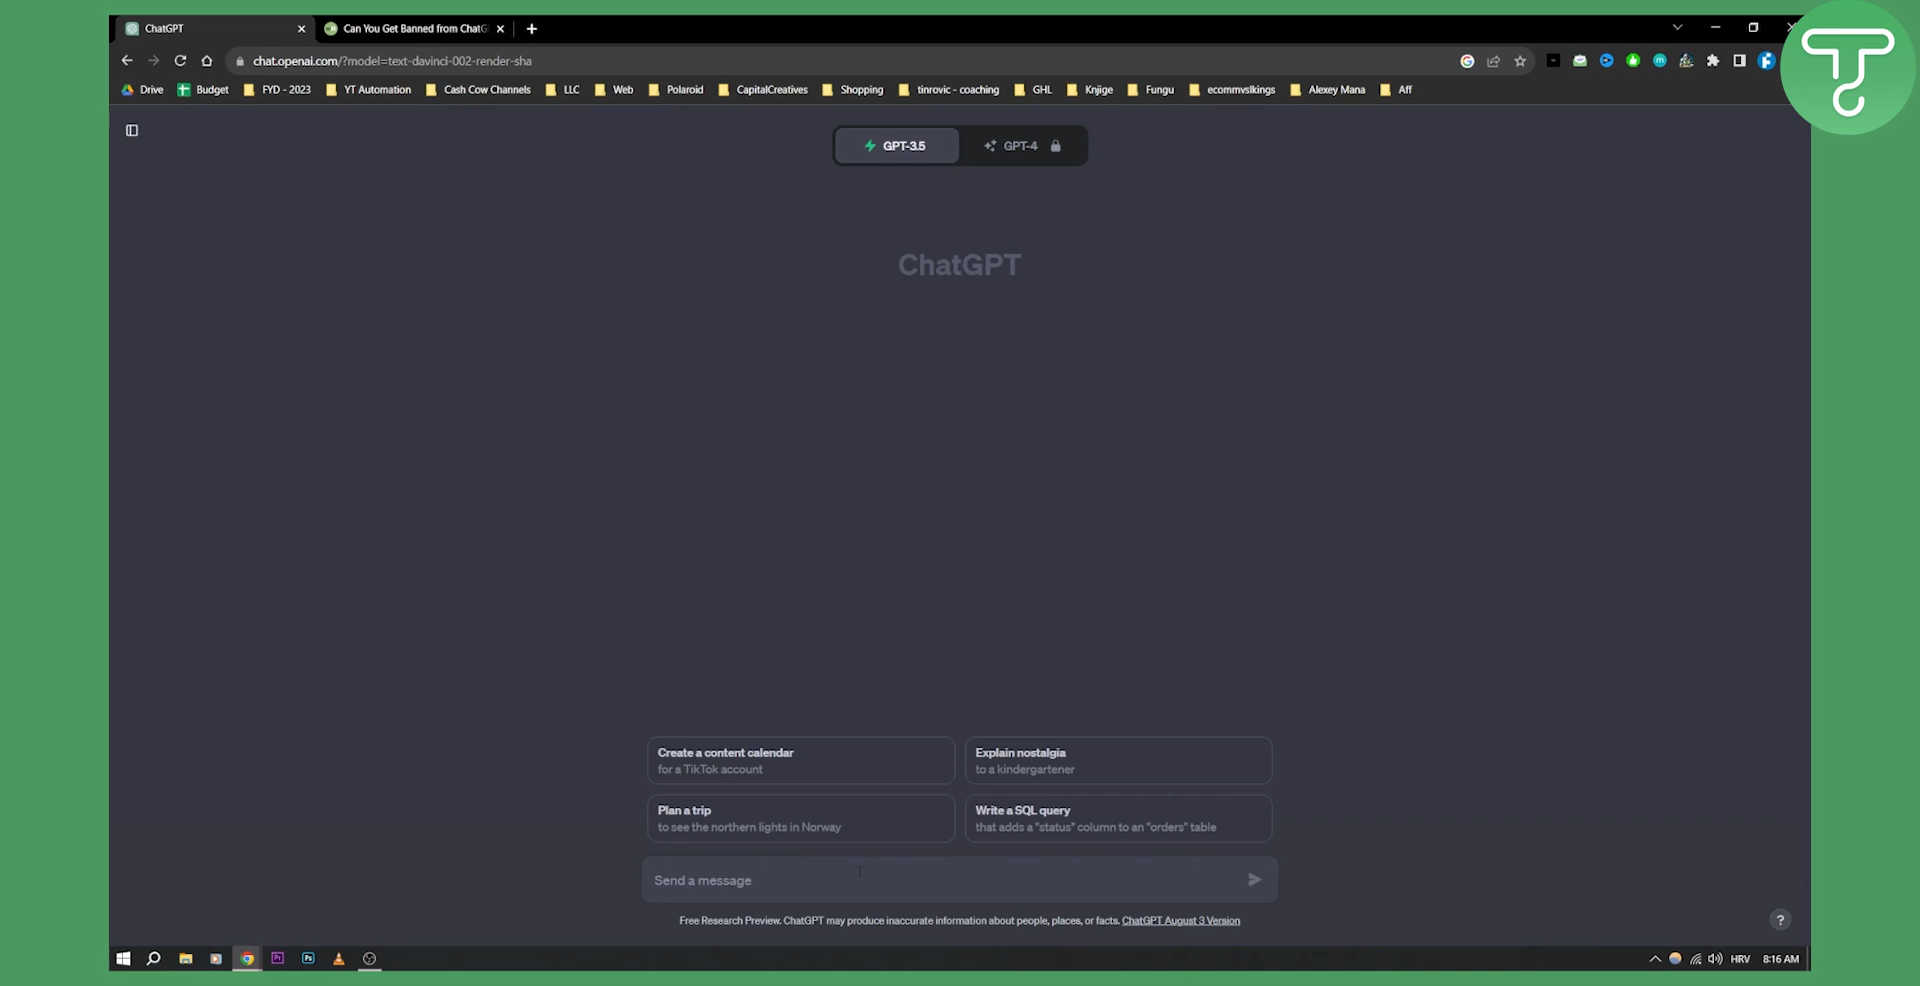 ChatGPT
Can You Get Banned from ChatG
chat.openai.com/?model=text-davinci-002-render-sha
Drive Budget FYD - 2023 YT Automation Cash Cow Channels LLC Web Polaroid CapitalCreatives Shopping tinrovic - coaching GHL Knjige Fungu ecommvslkings Alexey Mana Aff
GPT-3.5 GPT-4
ChatGPT
Create a content calendar
for a TikTok account
Explain nostalgia
to a kindergartener
Plan a trip
to see the northern lights in Norway
Write a SQL query
that adds a "status" column to an "orders" table
Send a message
Free Research Preview. ChatGPT may produce inaccurate information about people, places, or facts. ChatGPT August 3 Version
?
HRV 8:16 AM